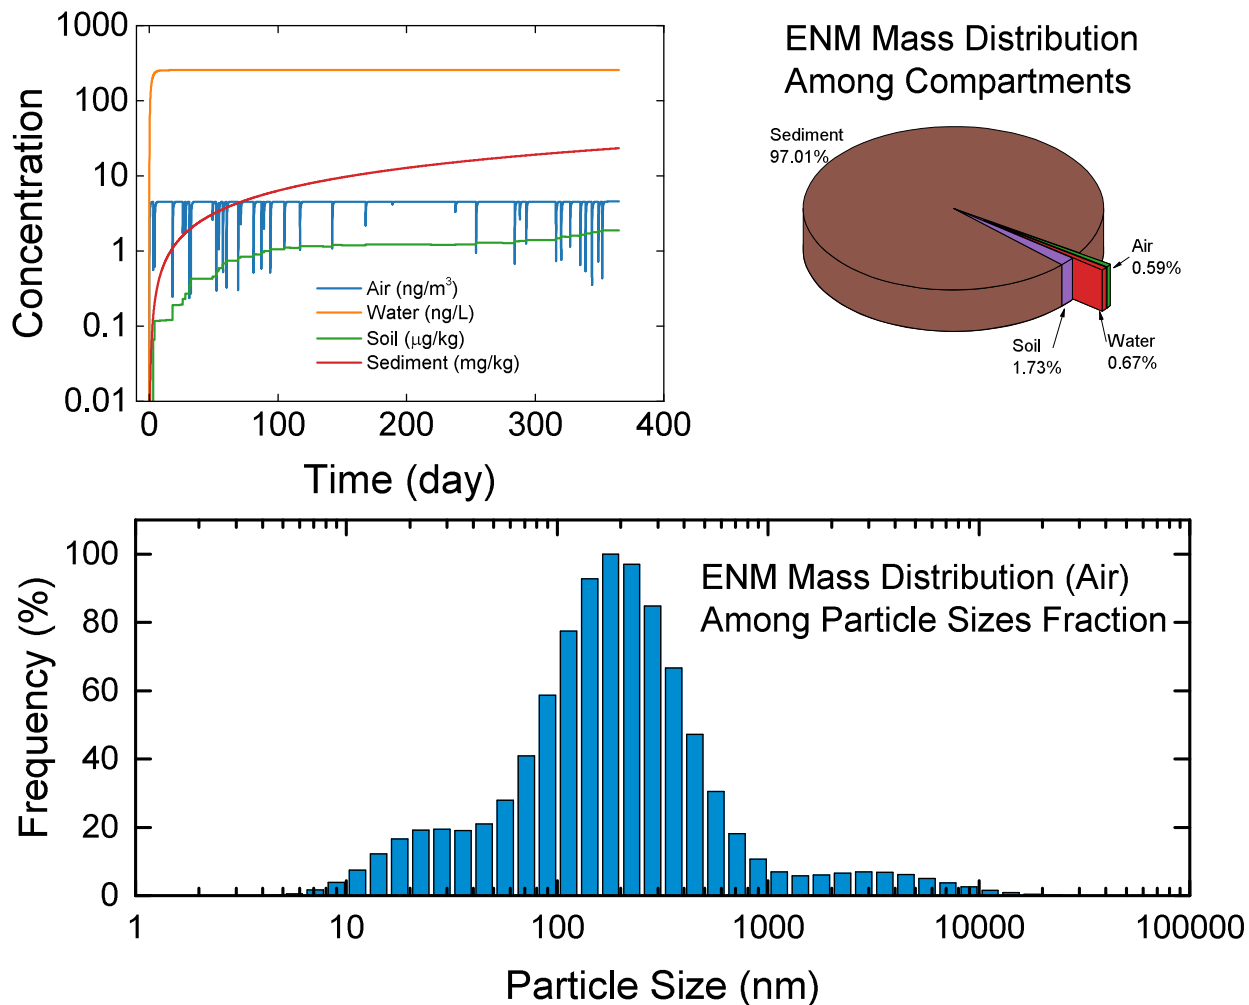 1000
100
10
1
0.1
0.01
Concentration
Air (ng/m³)
Water (ng/L)
Soil (μg/kg)
Sediment (mg/kg)
0 100 200 300 400
Time (day)
ENM Mass Distribution
Among Compartments
Sediment
97.01%
Air
0.59%
Water
0.67%
Soil
1.73%
ENM Mass Distribution (Air)
Among Particle Sizes Fraction
100
80
60
40
20
0
Frequency (%)
1 10 100 1000 10000 100000
Particle Size (nm)